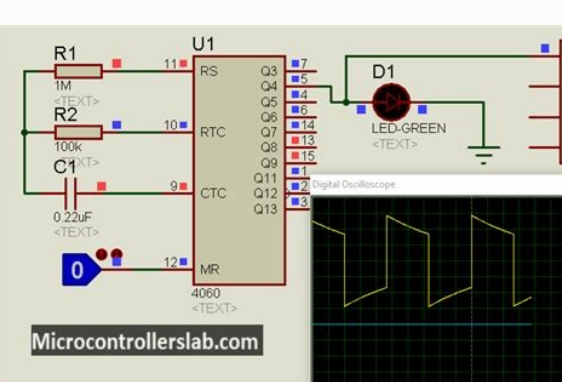 R1
1M
<TEXT>
R2
100k
<TEXT>
C1
0.22uF
<TEXT>
0
U1
11
10
9
12
RS
RTC
CTC
MR
Q3
Q4
Q5
Q6
Q7
Q8
Q9
Q11
Q12
Q13
7
5
4
6
14
13
15
1
2
3
4060
<TEXT>
D1
LED-GREEN
<TEXT>
Digital Oscilloscope
Microcontrollerslab.com